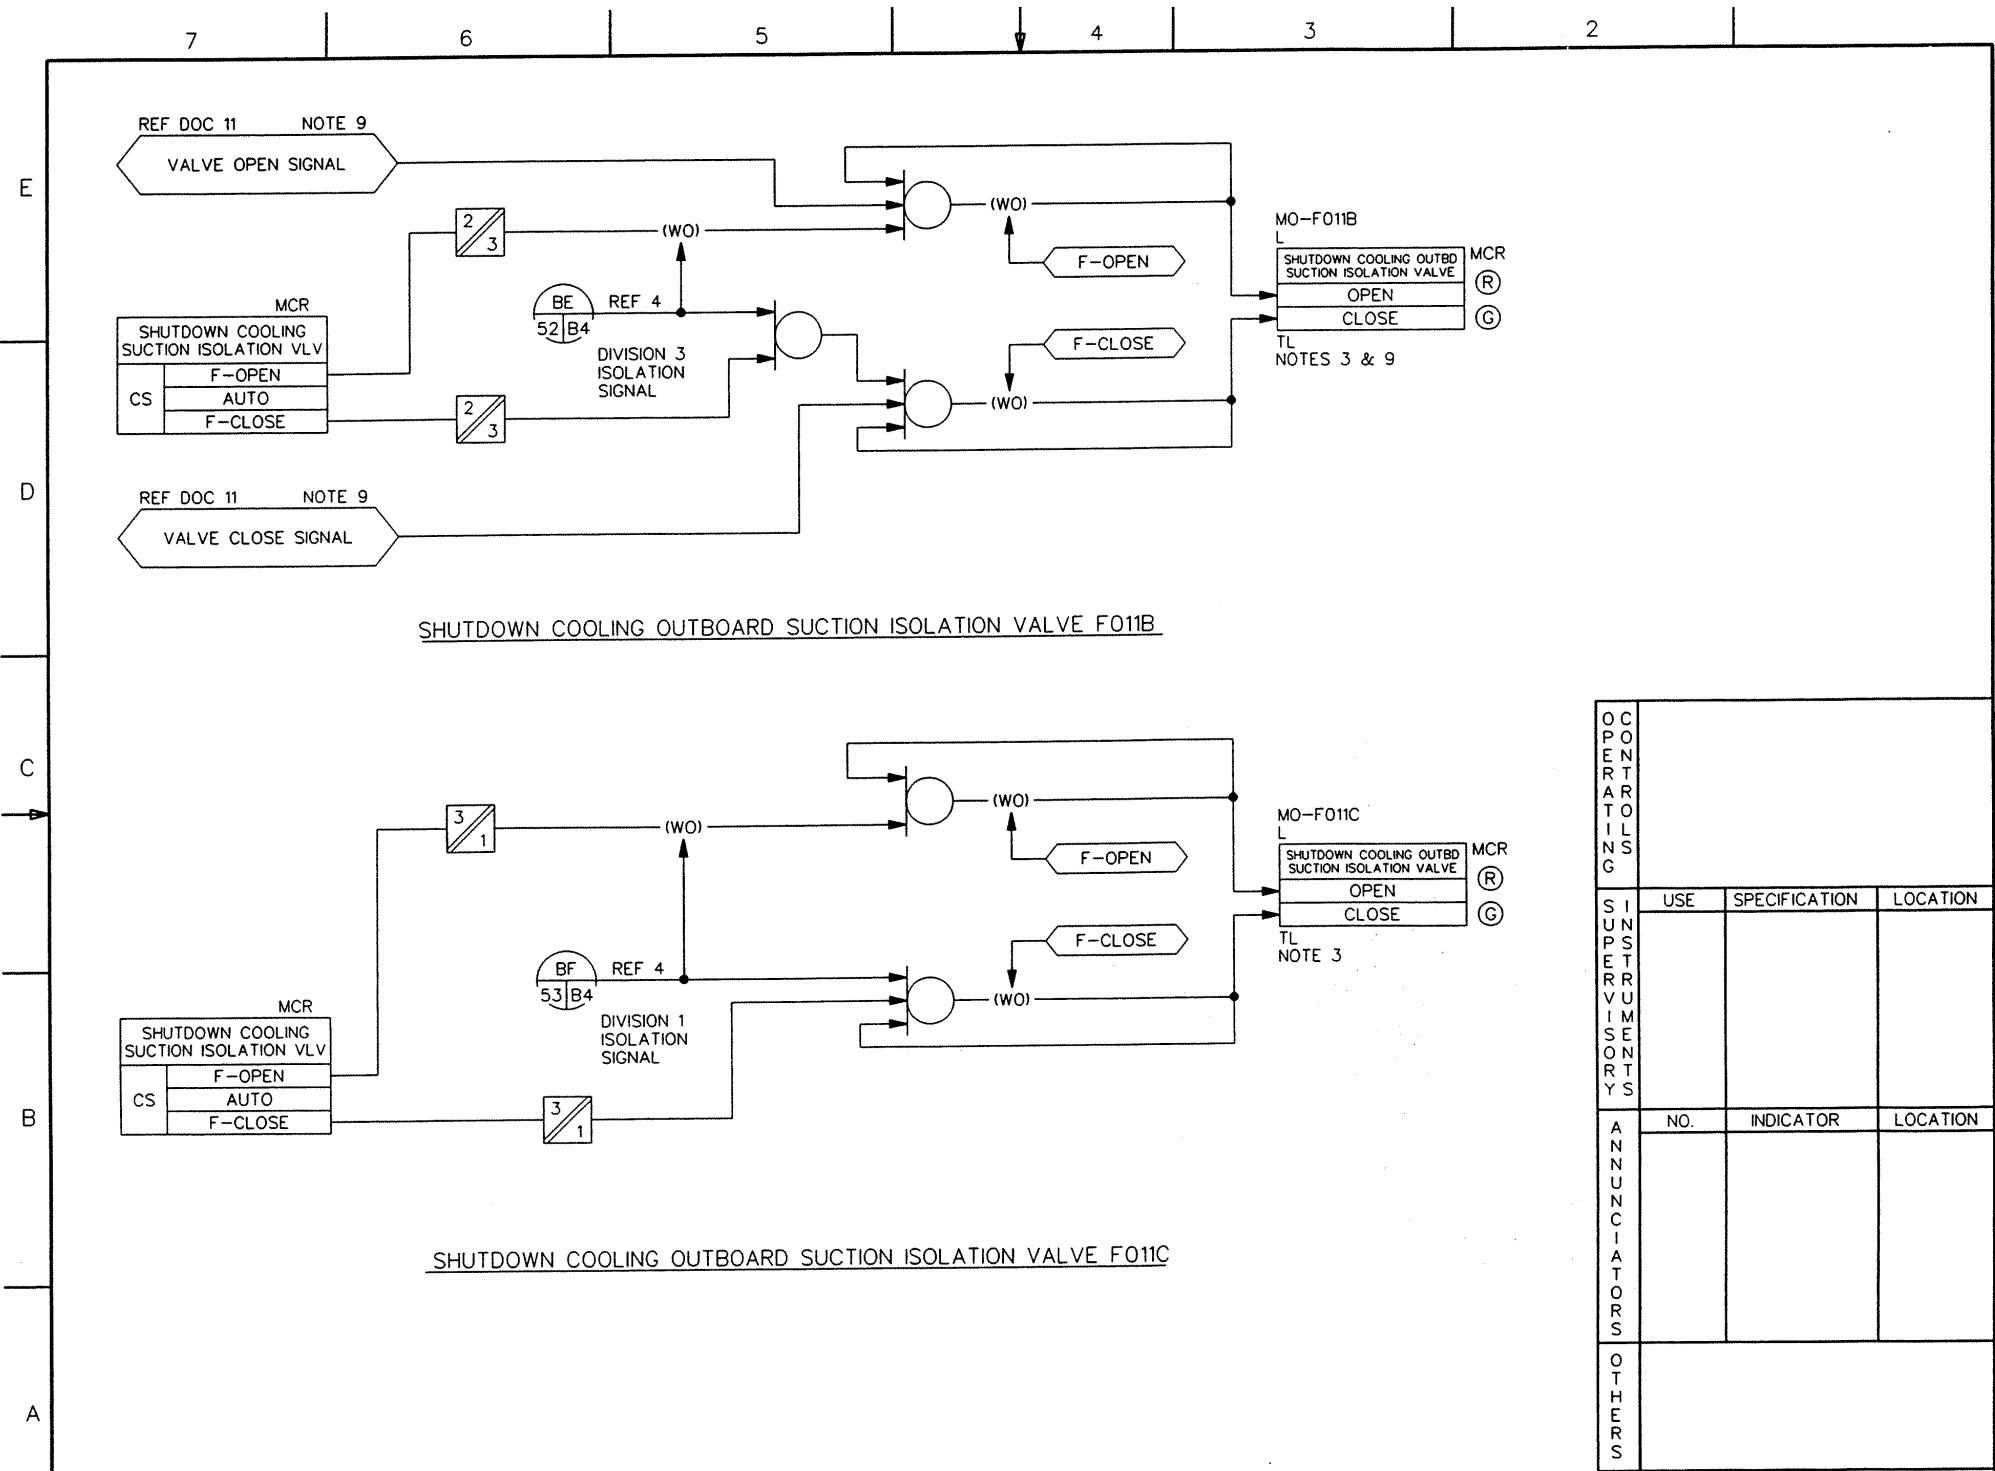 7 6 5 4 3 2
E
D
C
B
A
REF DOC 11 NOTE 9
VALVE OPEN SIGNAL
2
3
(WO)
(WO)
F-OPEN
MO-F011B
L
SHUTDOWN COOLING OUTBD
SUCTION ISOLATION VALVE
OPEN
CLOSE
MCR
R
G
TL
NOTES 3 & 9
BE
52 B4
REF 4
DIVISION 3
ISOLATION
SIGNAL
MCR
SHUTDOWN COOLING
SUCTION ISOLATION VLV
CS
F-OPEN
AUTO
F-CLOSE
2
3
F-CLOSE
(WO)
REF DOC 11 NOTE 9
VALVE CLOSE SIGNAL
SHUTDOWN COOLING OUTBOARD SUCTION ISOLATION VALVE F011B
3
1
(WO)
(WO)
F-OPEN
MO-F011C
L
SHUTDOWN COOLING OUTBD
SUCTION ISOLATION VALVE
OPEN
CLOSE
MCR
R
G
TL
NOTE 3
F-CLOSE
(WO)
BF
53 B4
REF 4
DIVISION 1
ISOLATION
SIGNAL
MCR
SHUTDOWN COOLING
SUCTION ISOLATION VLV
CS
F-OPEN
AUTO
F-CLOSE
3
1
SHUTDOWN COOLING OUTBOARD SUCTION ISOLATION VALVE F011C
OPERATING
CONTROLS
SUPERVISORY
INSTRUMENTS
USE SPECIFICATION LOCATION
ANNUNCIATORS
NO. INDICATOR LOCATION
OTHERS